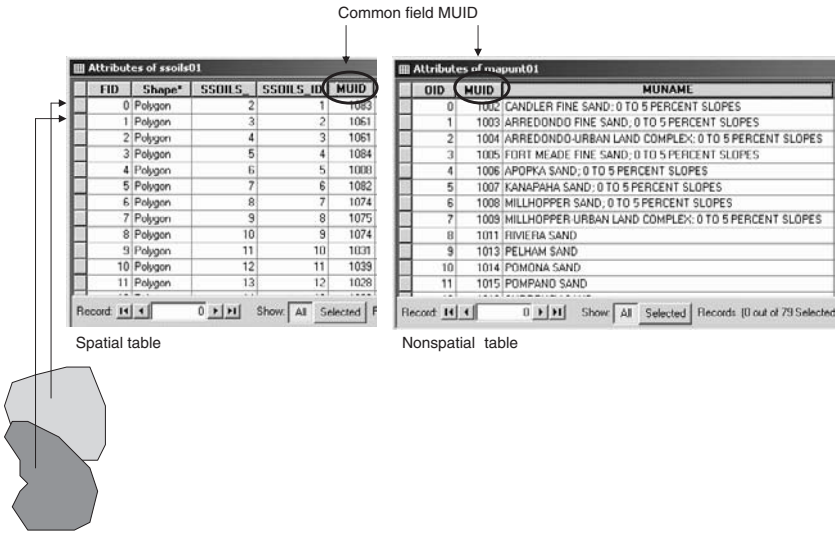 Common field MUID
Attributes of ssoils01
FID Shape* SSOILS_ SSOILS_ID MUID
0 Polygon 2 1 1083
1 Polygon 3 2 1061
2 Polygon 4 3 1061
3 Polygon 5 4 1084
4 Polygon 6 5 1008
5 Polygon 7 6 1082
6 Polygon 8 7 1074
7 Polygon 9 8 1075
8 Polygon 10 9 1074
9 Polygon 11 10 1031
10 Polygon 12 11 1039
11 Polygon 13 12 1028
Record: 0 Show: All Selected
Spatial table
Attributes of mapunt01
OID MUID MUNAME
0 1002 CANDLER FINE SAND; 0 TO 5 PERCENT SLOPES
1 1003 ARREDONDO FINE SAND; 0 TO 5 PERCENT SLOPES
2 1004 ARREDONDO-URBAN LAND COMPLEX; 0 TO 5 PERCENT SLOPES
3 1005 FORT MEADE FINE SAND; 0 TO 5 PERCENT SLOPES
4 1006 APOPKA SAND; 0 TO 5 PERCENT SLOPES
5 1007 KANAPAHA SAND; 0 TO 5 PERCENT SLOPES
6 1008 MILLHOPPER SAND; 0 TO 5 PERCENT SLOPES
7 1009 MILLHOPPER-URBAN LAND COMPLEX; 0 TO 5 PERCENT SLOPES
8 1011 RIVIERA SAND
9 1013 PELHAM SAND
10 1014 POMONA SAND
11 1015 POMPANO SAND
Record: 0 Show: All Selected Records (0 out of 79 Selected
Nonspatial table